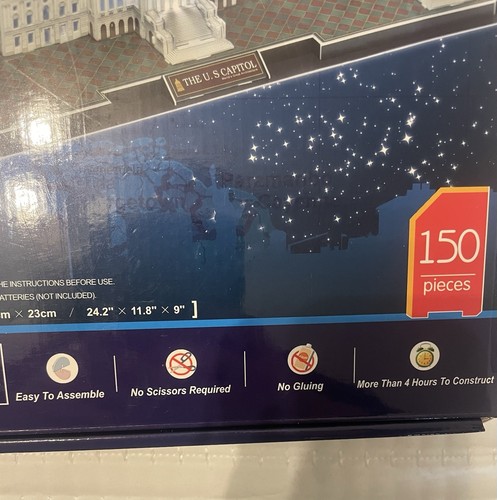 THE U.S CAPITOL
150
pieces
HE INSTRUCTIONS BEFORE USE.
ATTERIES (NOT INCLUDED).
m × 23cm / 24.2" × 11.8" × 9" ]
Easy To Assemble
No Scissors Required
No Gluing
More Than 4 Hours To Construct